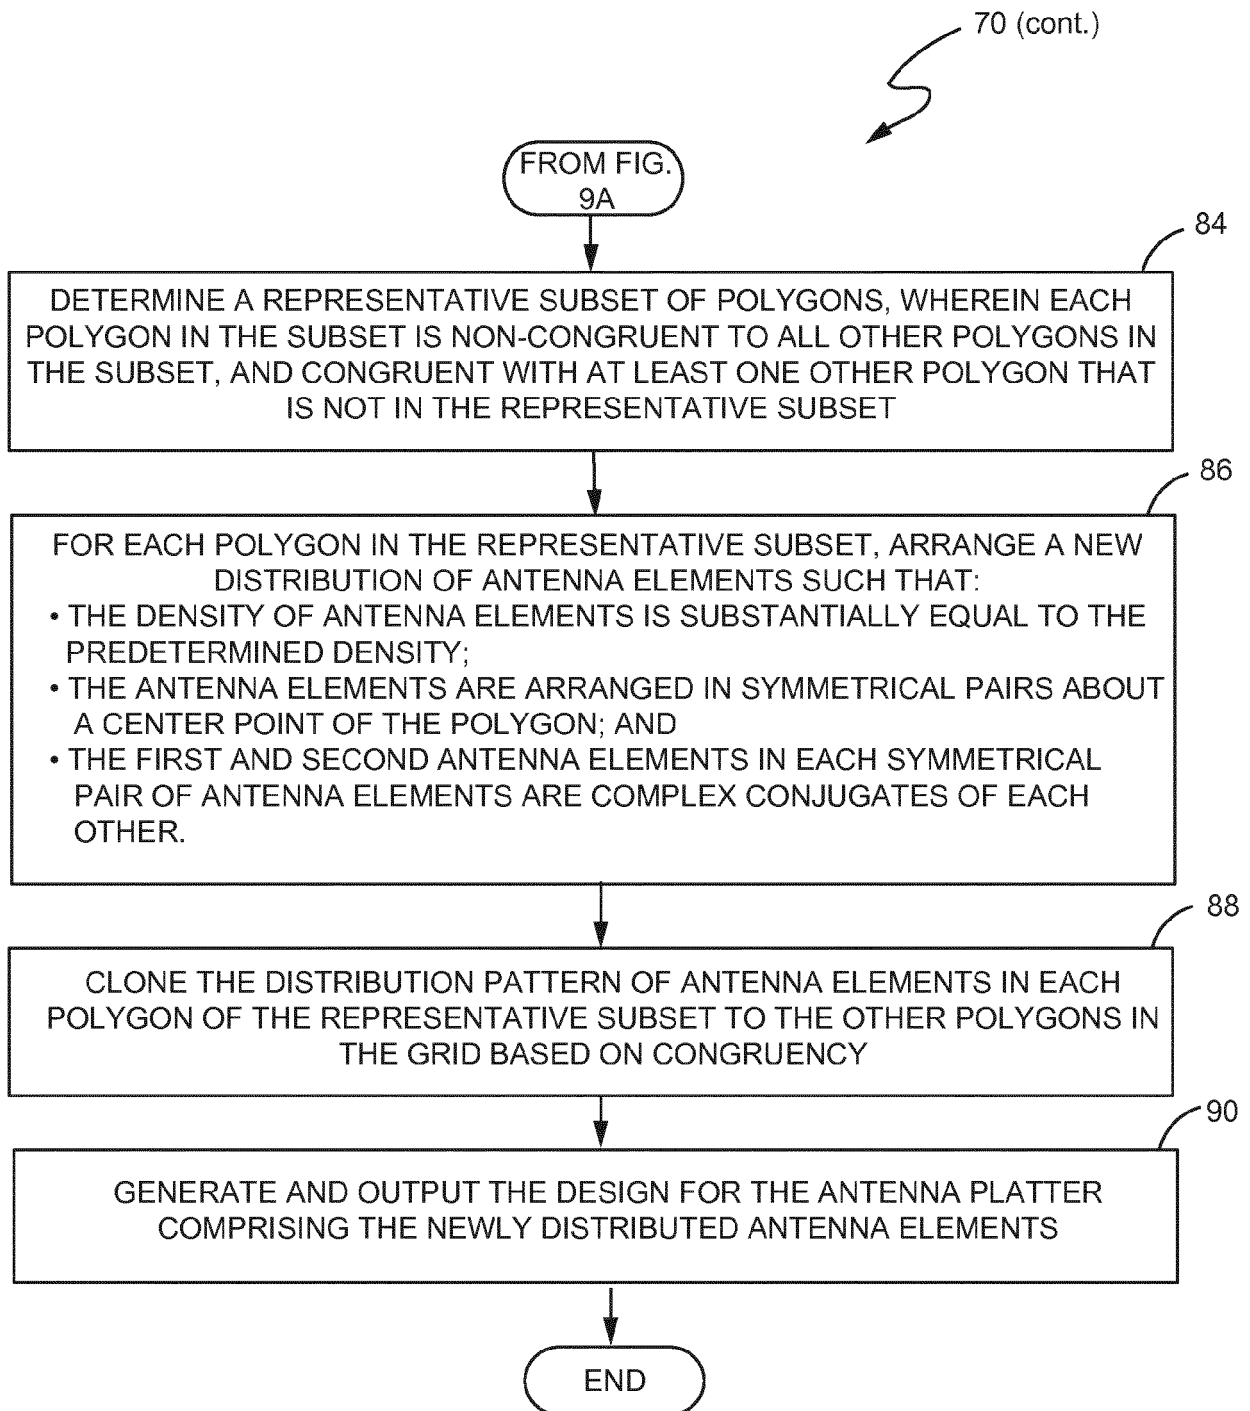 70 (cont.)
FROM FIG.
9A
84
DETERMINE A REPRESENTATIVE SUBSET OF POLYGONS, WHEREIN EACH
POLYGON IN THE SUBSET IS NON-CONGRUENT TO ALL OTHER POLYGONS IN
THE SUBSET, AND CONGRUENT WITH AT LEAST ONE OTHER POLYGON THAT
IS NOT IN THE REPRESENTATIVE SUBSET
86
FOR EACH POLYGON IN THE REPRESENTATIVE SUBSET, ARRANGE A NEW
DISTRIBUTION OF ANTENNA ELEMENTS SUCH THAT:
• THE DENSITY OF ANTENNA ELEMENTS IS SUBSTANTIALLY EQUAL TO THE
PREDETERMINED DENSITY;
• THE ANTENNA ELEMENTS ARE ARRANGED IN SYMMETRICAL PAIRS ABOUT
A CENTER POINT OF THE POLYGON; AND
• THE FIRST AND SECOND ANTENNA ELEMENTS IN EACH SYMMETRICAL
PAIR OF ANTENNA ELEMENTS ARE COMPLEX CONJUGATES OF EACH
OTHER.
88
CLONE THE DISTRIBUTION PATTERN OF ANTENNA ELEMENTS IN EACH
POLYGON OF THE REPRESENTATIVE SUBSET TO THE OTHER POLYGONS IN
THE GRID BASED ON CONGRUENCY
90
GENERATE AND OUTPUT THE DESIGN FOR THE ANTENNA PLATTER
COMPRISING THE NEWLY DISTRIBUTED ANTENNA ELEMENTS
END